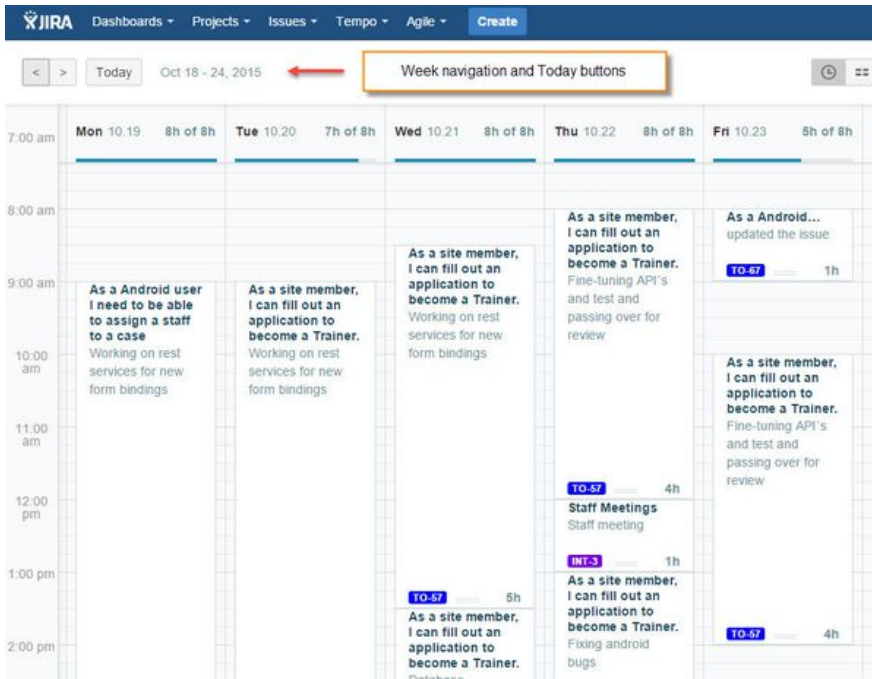 JIRA Dashboards Projects Issues Tempo Agile Create
< > Today Oct 18 - 24, 2015 Week navigation and Today buttons
Mon 10.19 8h of 8h Tue 10.20 7h of 8h Wed 10.21 8h of 8h Thu 10.22 8h of 8h Fri 10.23 5h of 8h
7:00 am
8:00 am
9:00 am
10:00
am
11:00
am
12:00
pm
1:00 pm
2:00 pm
As a Android user
I need to be able
to assign a staff
to a case
Working on rest
services for new
form bindings
As a site member,
I can fill out an
application to
become a Trainer.
Working on rest
services for new
form bindings
As a site member,
I can fill out an
application to
become a Trainer.
Working on rest
services for new
form bindings
TO-57 5h
As a site member,
I can fill out an
application to
become a Trainer.
Database
As a site member,
I can fill out an
application to
become a Trainer.
Fine-tuning API´s
and test and
passing over for
review
TO-57 4h
Staff Meetings
Staff meeting
INT-3 1h
As a site member,
I can fill out an
application to
become a Trainer.
Fixing android
bugs
As a Android...
updated the issue
TO-67 1h
As a site member,
I can fill out an
application to
become a Trainer.
Fine-tuning API´s
and test and
passing over for
review
TO-57 4h